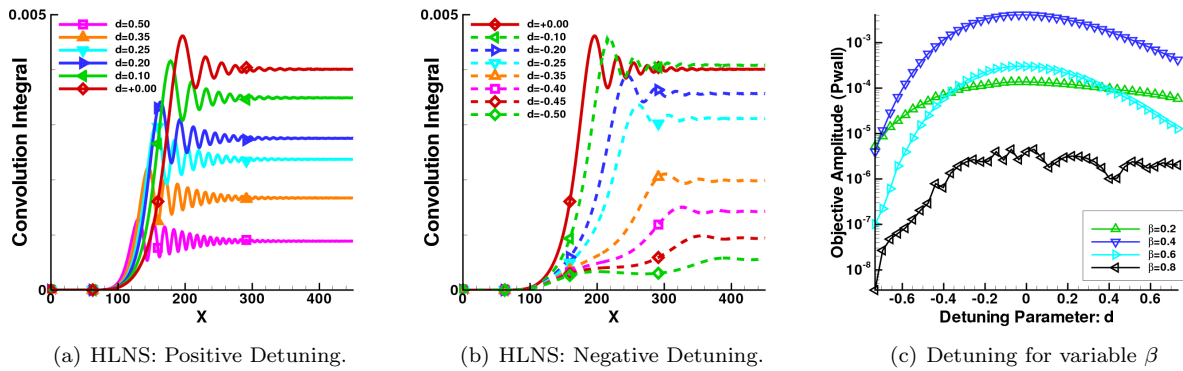 0.005
Convolution Integral
0
d=0.50
d=0.35
d=0.25
d=0.20
d=0.10
d=+0.00
0
100
200
300
400
X
(a) HLNS: Positive Detuning.
0.005
Convolution Integral
0
d=+0.00
d=-0.10
d=-0.20
d=-0.25
d=-0.35
d=-0.40
d=-0.45
d=-0.50
0
100
200
300
400
X
(b) HLNS: Negative Detuning.
Objective Amplitude (Pwall)
10-3
10-4
10-5
10-6
10-7
10-8
β=0.2
β=0.4
β=0.6
β=0.8
-0.6
-0.4
-0.2
0
0.2
0.4
0.6
Detuning Parameter: d
(c) Detuning for variable β